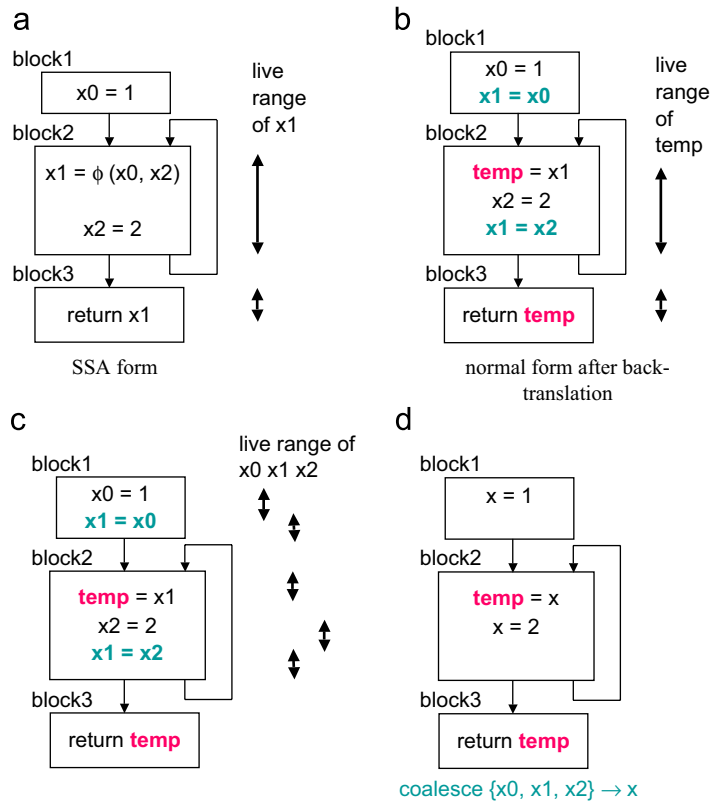 a
block1
x0 = 1
block2
x1 = ϕ (x0, x2)
x2 = 2
block3
return x1
live
range
of x1
SSA form
b
block1
x0 = 1
x1 = x0
block2
temp = x1
x2 = 2
x1 = x2
block3
return temp
live
range
of
temp
normal form after back-
translation
c
block1
x0 = 1
x1 = x0
block2
temp = x1
x2 = 2
x1 = x2
block3
return temp
live range of
x0 x1 x2
d
block1
x = 1
block2
temp = x
x = 2
block3
return temp
coalesce {x0, x1, x2} → x